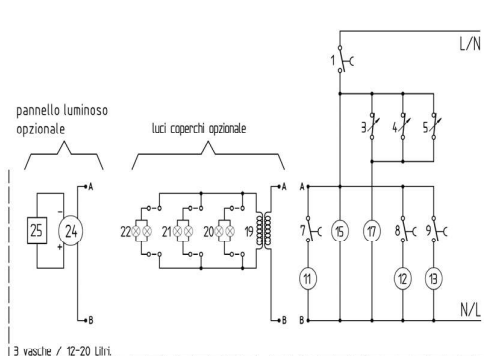 L/N
1
pannello luminoso
opzionale
luci coperchi opzionale
3
4
5
A
A
A
25
-
+
24
22
21
20
19
7
15
17
8
9
11
12
13
N/L
B
B
B
3 vasche / 12-20 Litri.